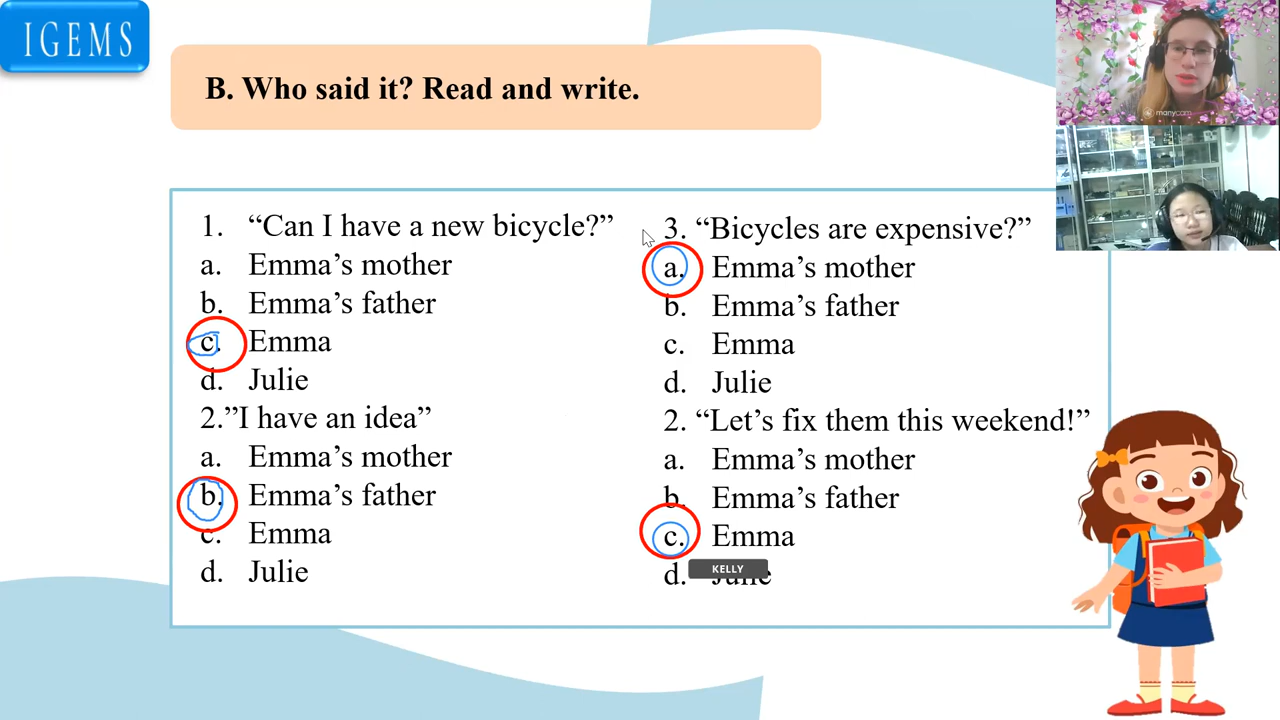 IGEMS
B. Who said it? Read and write.
manycam
1. “Can I have a new bicycle?”
a. Emma’s mother
b. Emma’s father
c. Emma
d. Julie
2.”I have an idea”
a. Emma’s mother
b. Emma’s father
c. Emma
d. Julie
3. “Bicycles are expensive?”
a. Emma’s mother
b. Emma’s father
c. Emma
d. Julie
2. “Let’s fix them this weekend!”
a. Emma’s mother
b. Emma’s father
c. Emma
d. Julie
KELLY